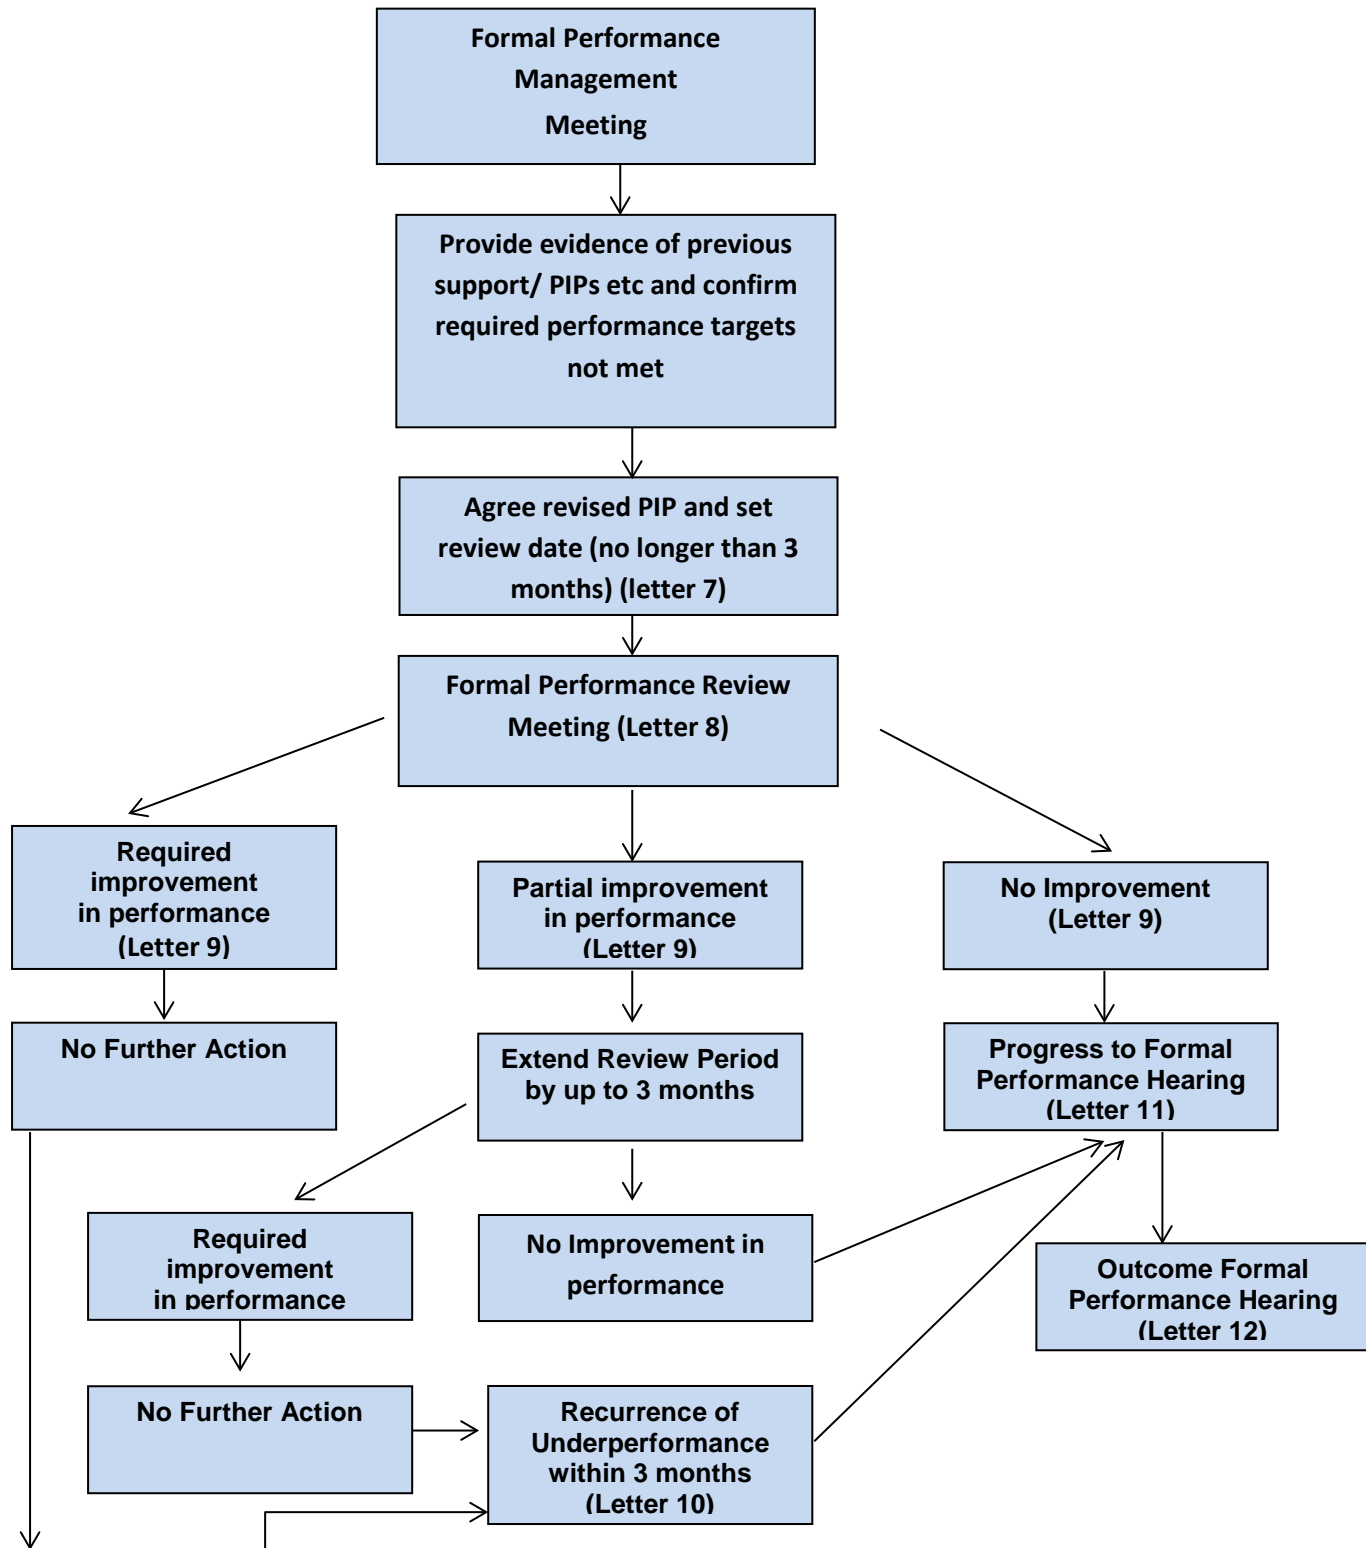 Formal Performance
Management
Meeting
Provide evidence of previous
support/ PIPs etc and confirm
required performance targets
not met
Agree revised PIP and set
review date (no longer than 3
months) (letter 7)
Formal Performance Review
Meeting (Letter 8)
Required
improvement
in performance
(Letter 9)
Partial improvement
in performance
(Letter 9)
No Improvement
(Letter 9)
No Further Action
Extend Review Period
by up to 3 months
Progress to Formal
Performance Hearing
(Letter 11)
Required
improvement
in performance
No Improvement in
performance
Outcome Formal
Performance Hearing
(Letter 12)
No Further Action
Recurrence of
Underperformance
within 3 months
(Letter 10)